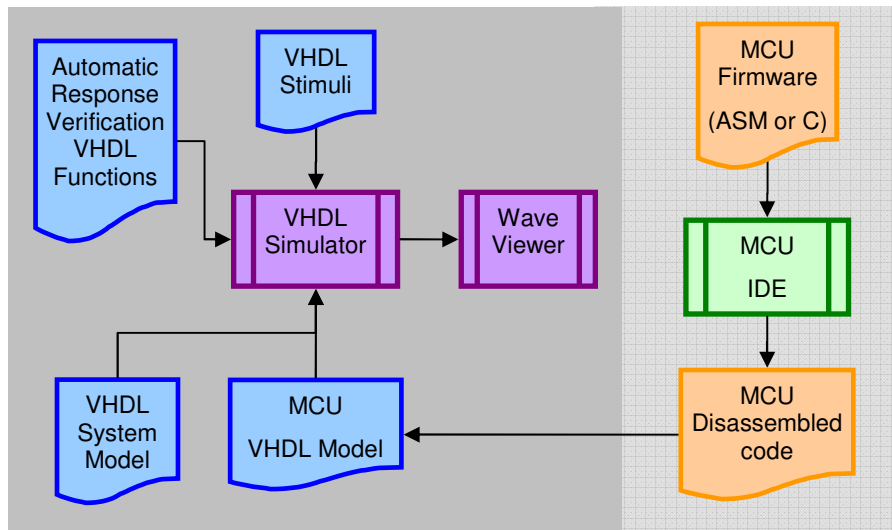 Automatic
Response
Verification
VHDL
Functions
VHDL
Stimuli
MCU
Firmware
(ASM or C)
VHDL
Simulator
Wave
Viewer
MCU
IDE
VHDL
System
Model
MCU
VHDL Model
MCU
Disassembled
code